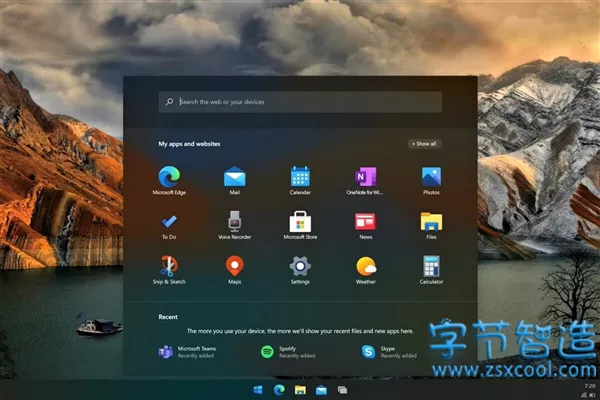 Search the web or your devices
My apps and websites
+ Show all
Microsoft Edge
Mail
Calendar
OneNote for Wi...
Photos
To Do
Voice Recorder
Microsoft Store
News
Files
Snip & Sketch
Maps
Settings
Weather
Calculator
Recent
The more you use your device, the more we'll show your recent files and new apps here.
Microsoft Teams
Recently added
Spotify
Recently added
Skype
Recently added
字节智造
www.zsxcool.com
7:20